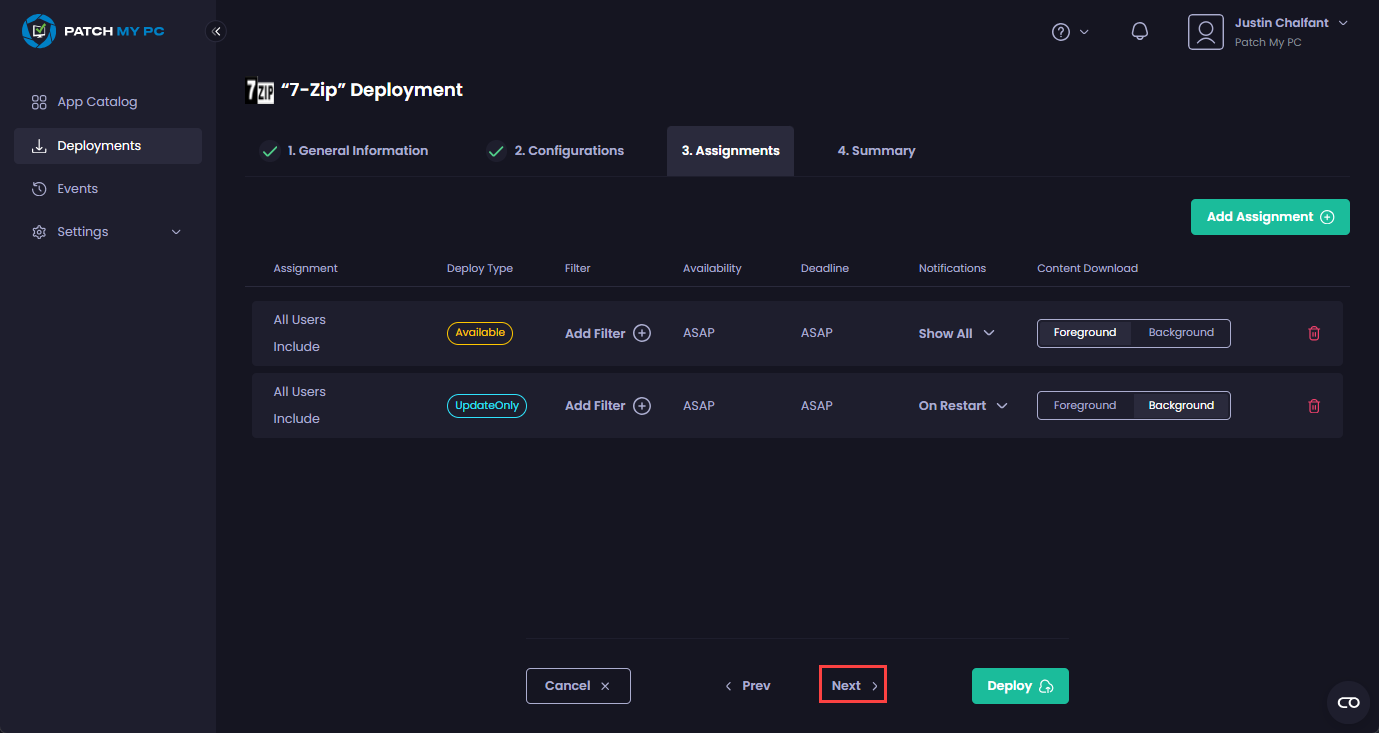 PATCH MY PC
Justin Chalfant
Patch My PC
App Catalog
Deployments
Events
Settings
7ZIP “7-Zip” Deployment
1. General Information 2. Configurations 3. Assignments 4. Summary
Add Assignment
Assignment Deploy Type Filter Availability Deadline Notifications Content Download
All Users
Include
Available Add Filter ASAP ASAP Show All Foreground Background
All Users
Include
UpdateOnly Add Filter ASAP ASAP On Restart Foreground Background
Cancel Prev Next Deploy